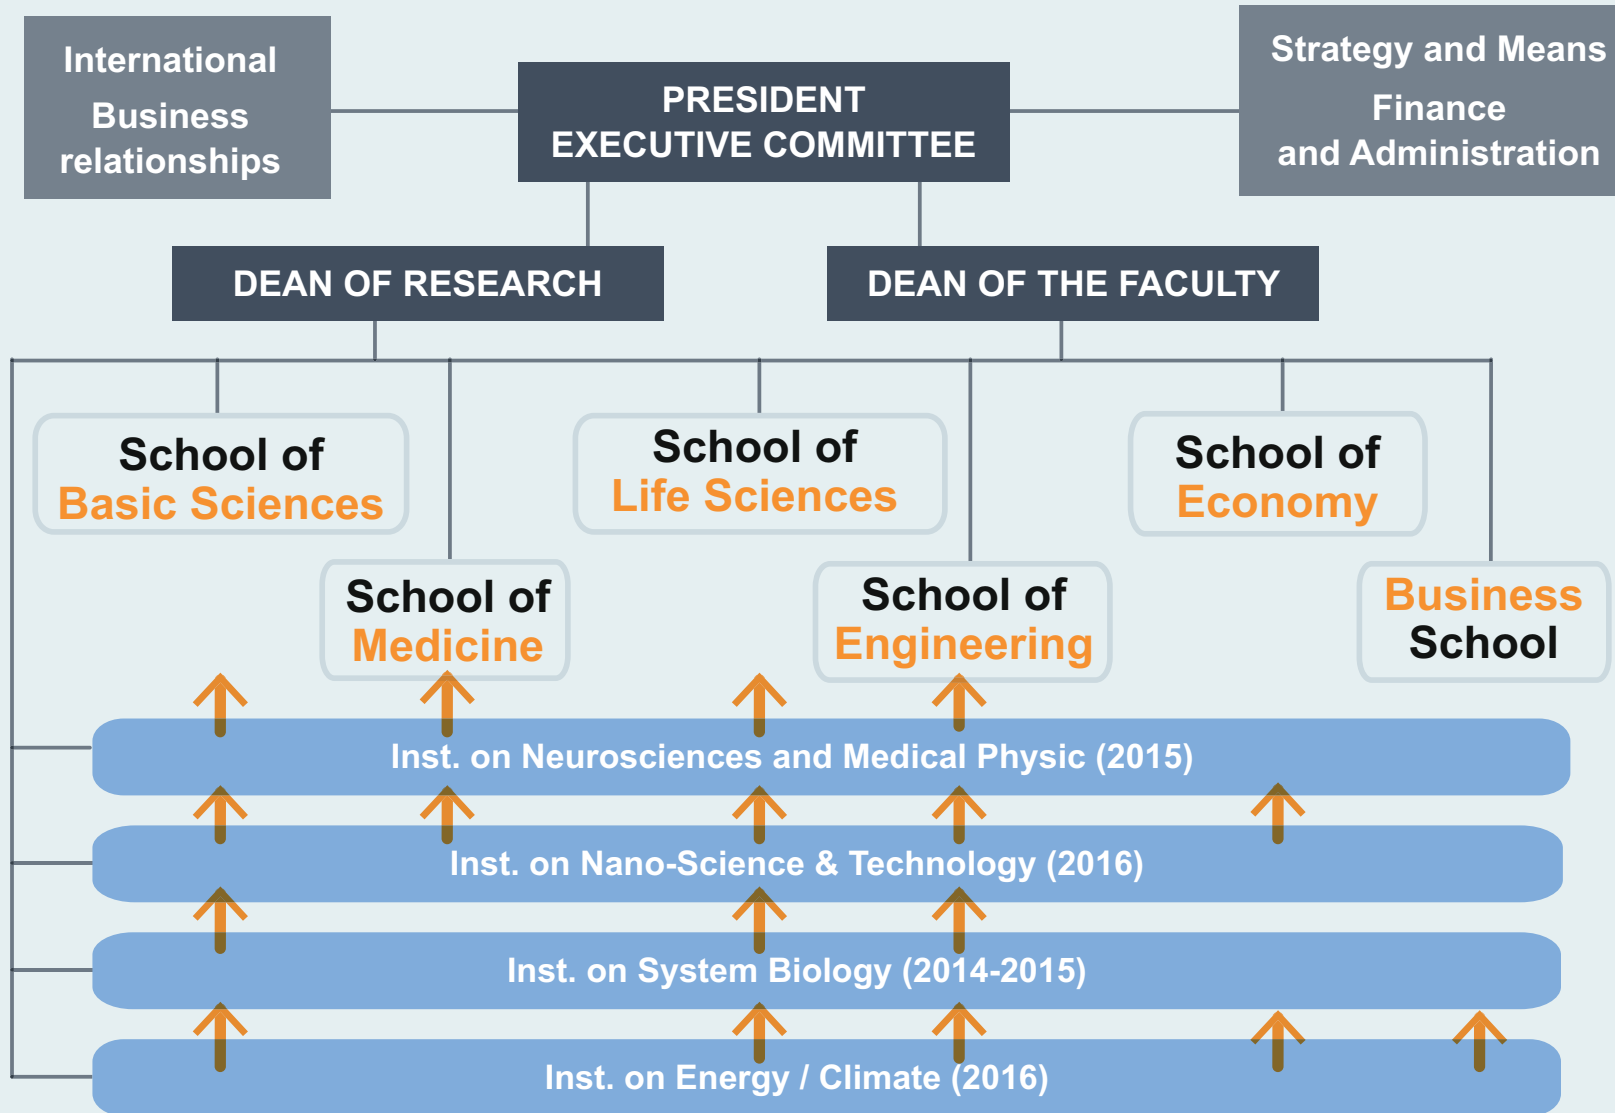 International
Business
relationships
PRESIDENT
EXECUTIVE COMMITTEE
Strategy and Means
Finance
and Administration
DEAN OF RESEARCH
DEAN OF THE FACULTY
School of
Basic Sciences
School of
Life Sciences
School of
Economy
School of
Medicine
School of
Engineering
Business
School
Inst. on Neurosciences and Medical Physic (2015)
Inst. on Nano-Science & Technology (2016)
Inst. on System Biology (2014-2015)
Inst. on Energy / Climate (2016)